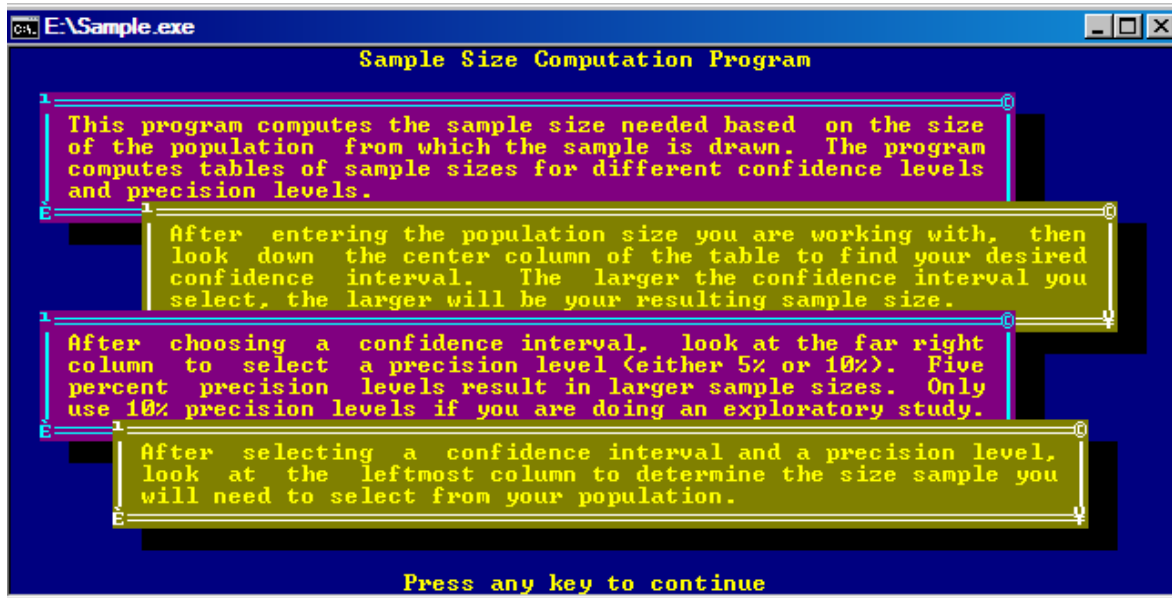 E:\Sample.exe
Sample Size Computation Program
This program computes the sample size needed based  on the size
of the population  from which the sample is drawn.  The program
computes tables of sample sizes for different confidence levels
and precision levels.
After  entering the population size you are working with,  then
look  down  the center column of the table to find your desired
confidence  interval.  The  larger the confidence interval you
select, the larger will be your resulting sample size.
After  choosing  a  confidence  interval,  look at the far right
column  to  select  a precision level (either 5% or 10%).  Five
percent  precision  levels result in larger sample sizes.  Only
use 10% precision levels if you are doing an exploratory study.
After  selecting  a  confidence interval and a precision level,
look  at  the  leftmost column to determine the size sample you
will need to select from your population.
Press any key to continue